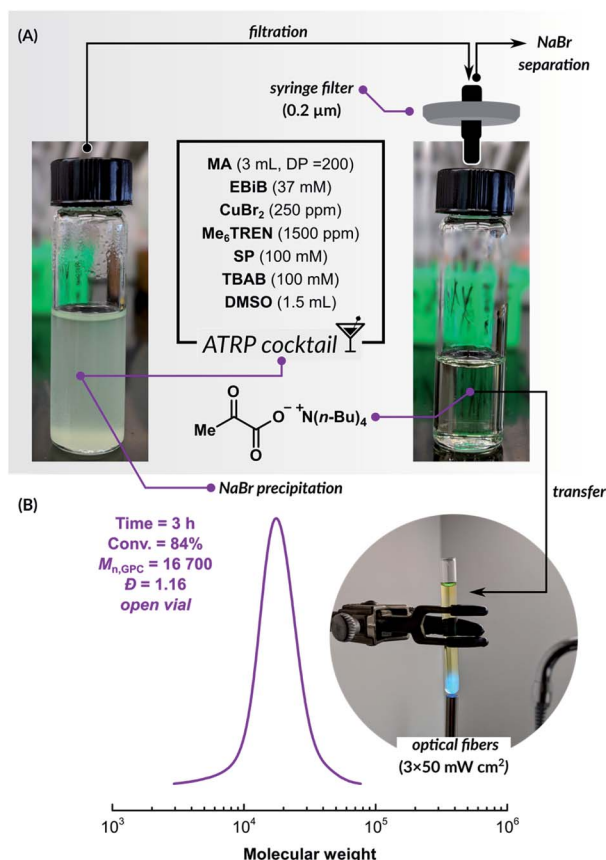 (A)
filtration
NaBr
separation
syringe filter
(0.2 μm)
MA (3 mL, DP =200)
EBiB (37 mM)
CuBr₂ (250 ppm)
Me₆TREN (1500 ppm)
SP (100 mM)
TBAB (100 mM)
DMSO (1.5 mL)
ATRP cocktail
O
Me
O
O
− +N(n-Bu)₄
NaBr precipitation
transfer
(B)
Time = 3 h
Conv. = 84%
Mn,GPC = 16 700
Đ = 1.16
open vial
optical fibers
(3×50 mW cm²)
10³ 10⁴ 10⁵ 10⁶
Molecular weight